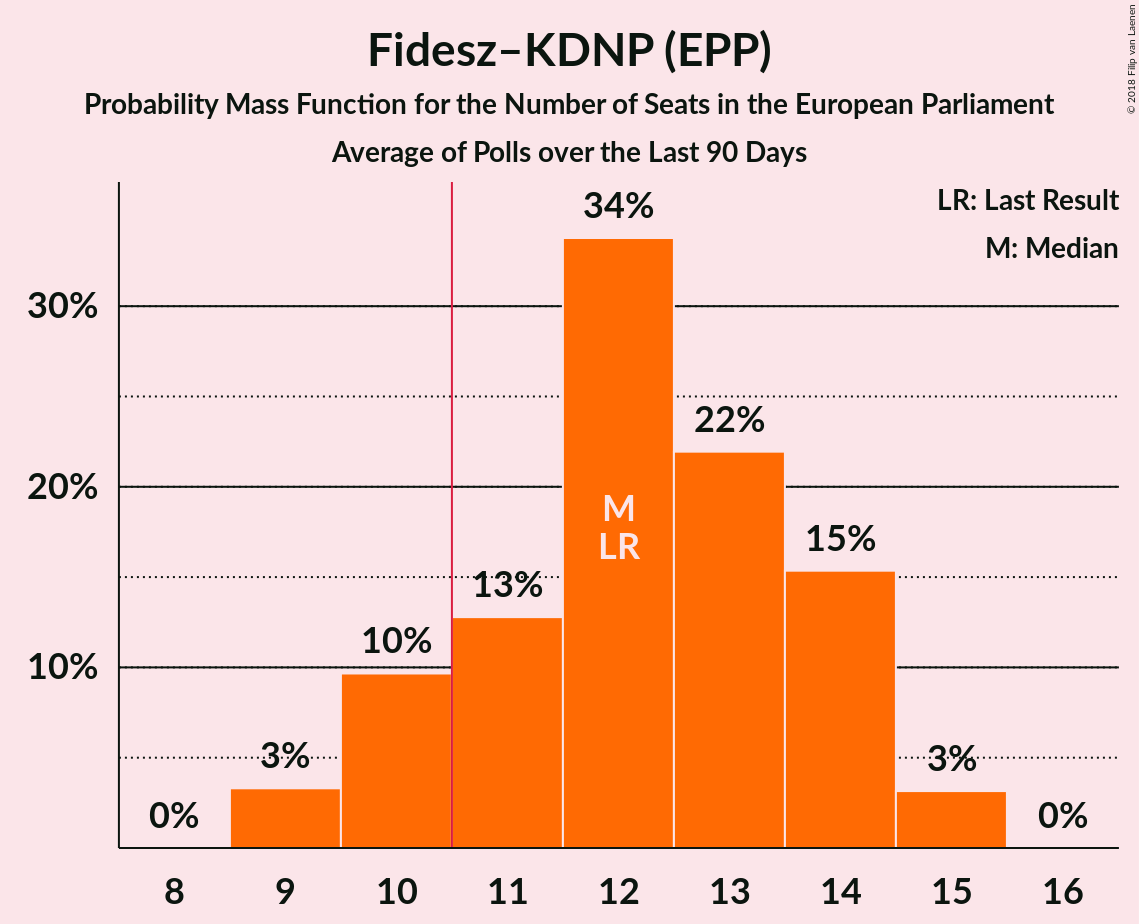 Fidesz–KDNP (EPP)
Probability Mass Function for the Number of Seats in the European Parliament
Average of Polls over the Last 90 Days
© 2018 Filip van Laenen
LR: Last Result
M: Median
34%
30%
22%
20%
M
LR
15%
13%
10%
10%
3%
3%
0%
0%
8 9 10 11 12 13 14 15 16